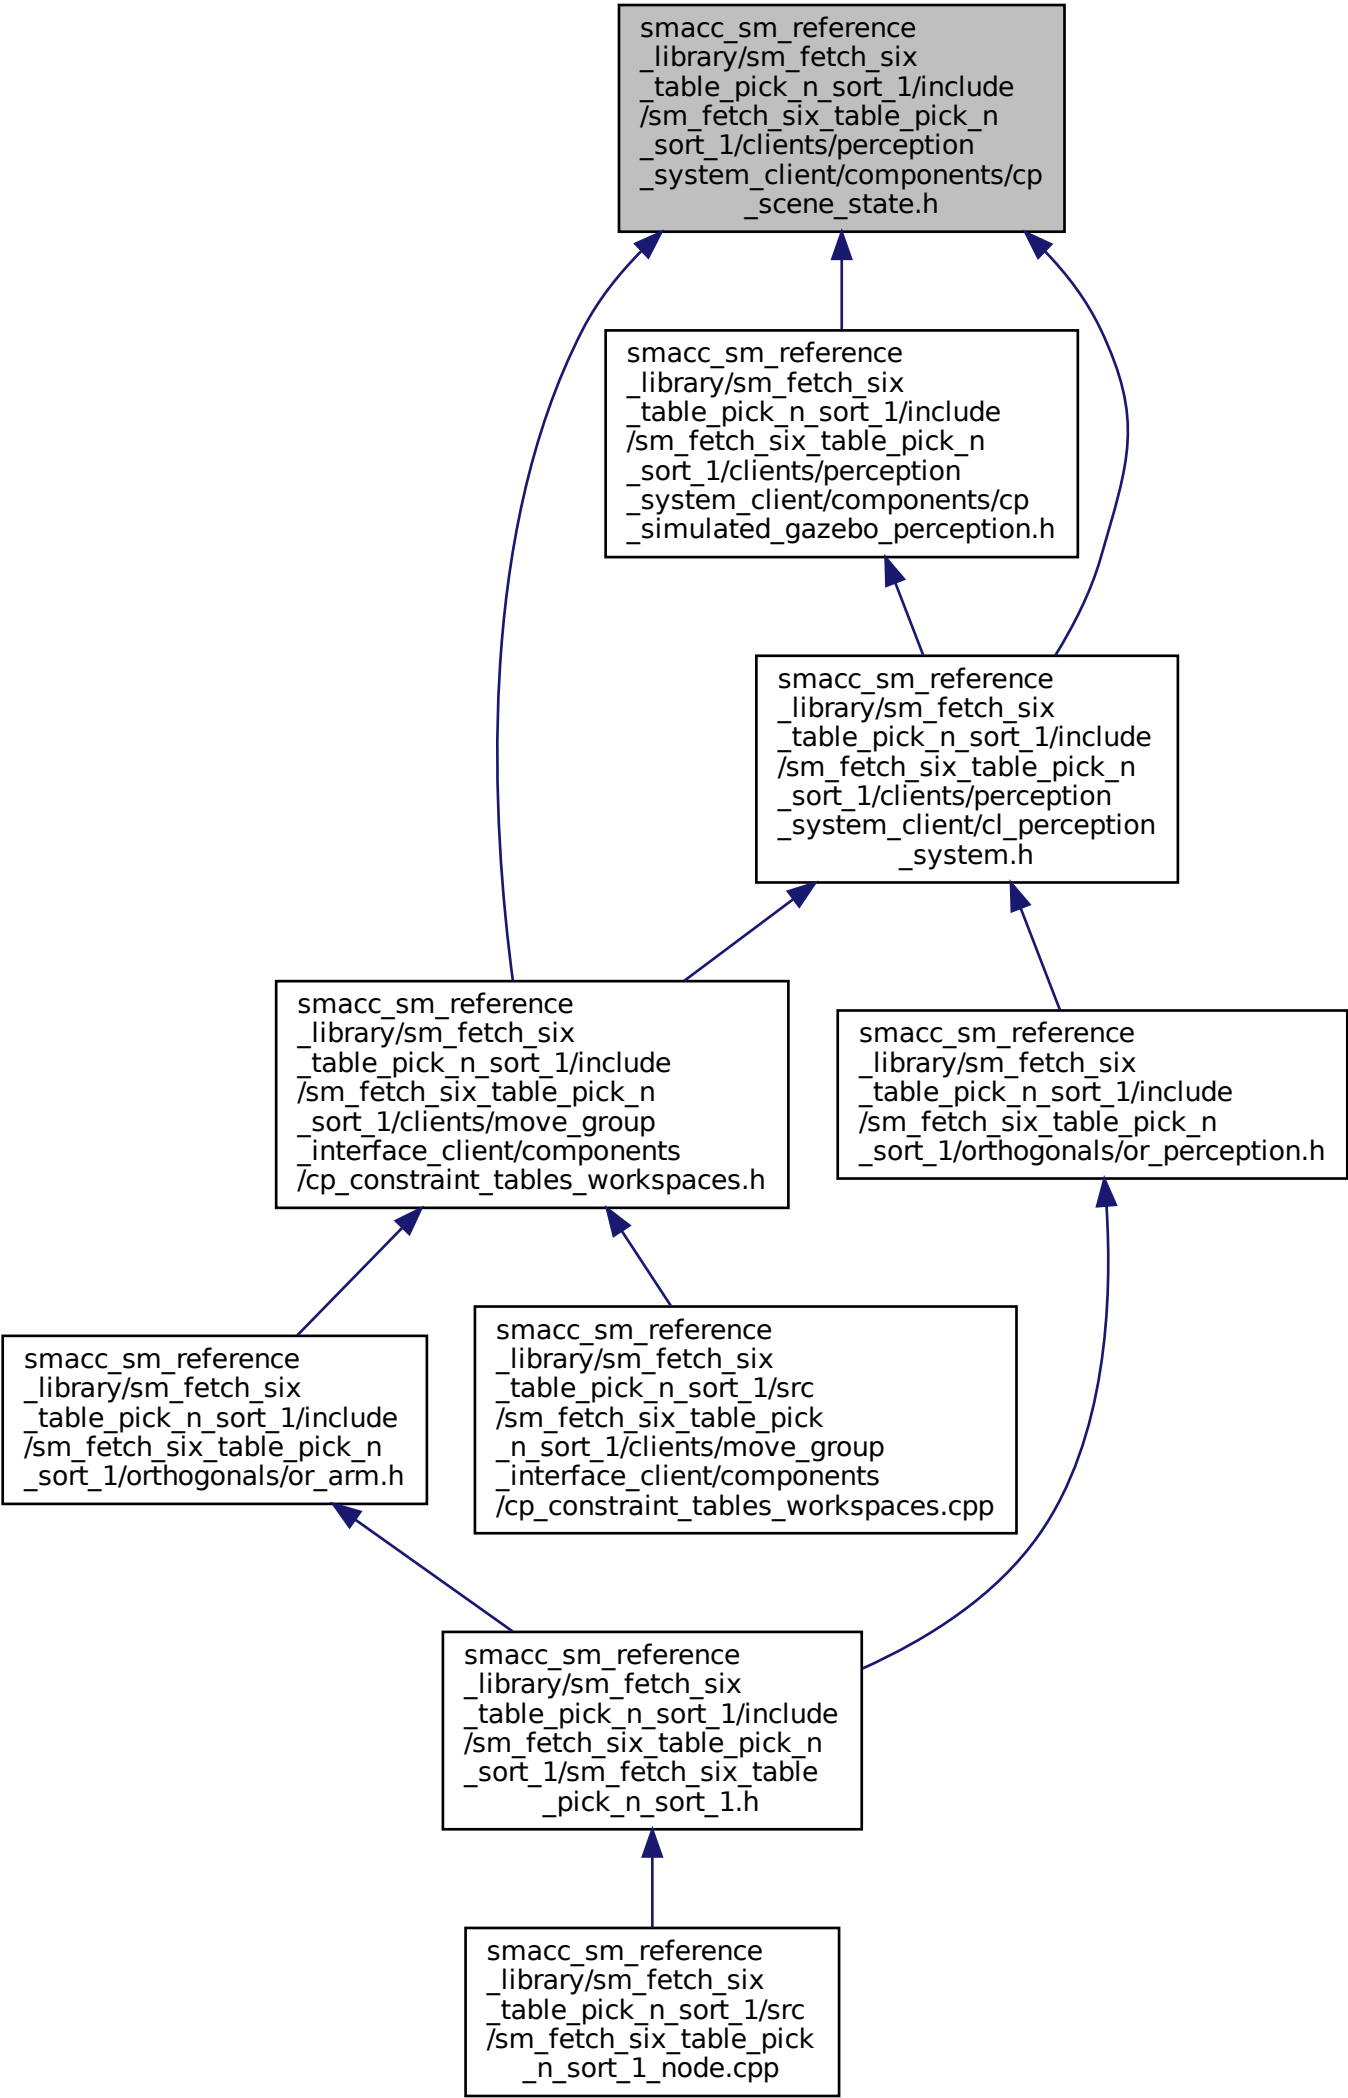 smacc_sm_reference
_library/sm_fetch_six
_table_pick_n_sort_1/include
/sm_fetch_six_table_pick_n
_sort_1/clients/perception
_system_client/components/cp
_scene_state.h
smacc_sm_reference
_library/sm_fetch_six
_table_pick_n_sort_1/include
/sm_fetch_six_table_pick_n
_sort_1/clients/perception
_system_client/components/cp
_simulated_gazebo_perception.h
smacc_sm_reference
_library/sm_fetch_six
_table_pick_n_sort_1/include
/sm_fetch_six_table_pick_n
_sort_1/clients/perception
_system_client/cl_perception
_system.h
smacc_sm_reference
_library/sm_fetch_six
_table_pick_n_sort_1/include
/sm_fetch_six_table_pick_n
_sort_1/clients/move_group
_interface_client/components
/cp_constraint_tables_workspaces.h
smacc_sm_reference
_library/sm_fetch_six
_table_pick_n_sort_1/include
/sm_fetch_six_table_pick_n
_sort_1/orthogonals/or_perception.h
smacc_sm_reference
_library/sm_fetch_six
_table_pick_n_sort_1/include
/sm_fetch_six_table_pick_n
_sort_1/orthogonals/or_arm.h
smacc_sm_reference
_library/sm_fetch_six
_table_pick_n_sort_1/src
/sm_fetch_six_table_pick
_n_sort_1/clients/move_group
_interface_client/components
/cp_constraint_tables_workspaces.cpp
smacc_sm_reference
_library/sm_fetch_six
_table_pick_n_sort_1/include
/sm_fetch_six_table_pick_n
_sort_1/sm_fetch_six_table
_pick_n_sort_1.h
smacc_sm_reference
_library/sm_fetch_six
_table_pick_n_sort_1/src
/sm_fetch_six_table_pick
_n_sort_1_node.cpp